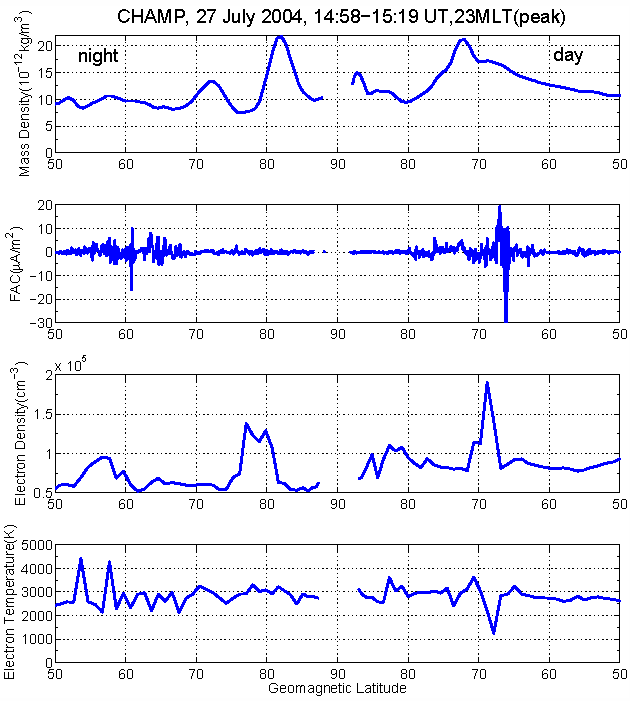 CHAMP, 27 July 2004, 14:58−15:19 UT,23MLT(peak)
Mass Density(10⁻¹²kg/m³)
night
day
20
15
10
5
0
50 60 70 80 90 80 70 60 50
FAC(μA/m²)
20
10
0
−10
−20
−30
50 60 70 80 90 80 70 60 50
Electron Density(cm⁻³)
x 10⁵
2
1.5
1
0.5
50 60 70 80 90 80 70 60 50
Electron Temperature(K)
5000
4000
3000
2000
1000
0
50 60 70 80 90 80 70 60 50
Geomagnetic Latitude